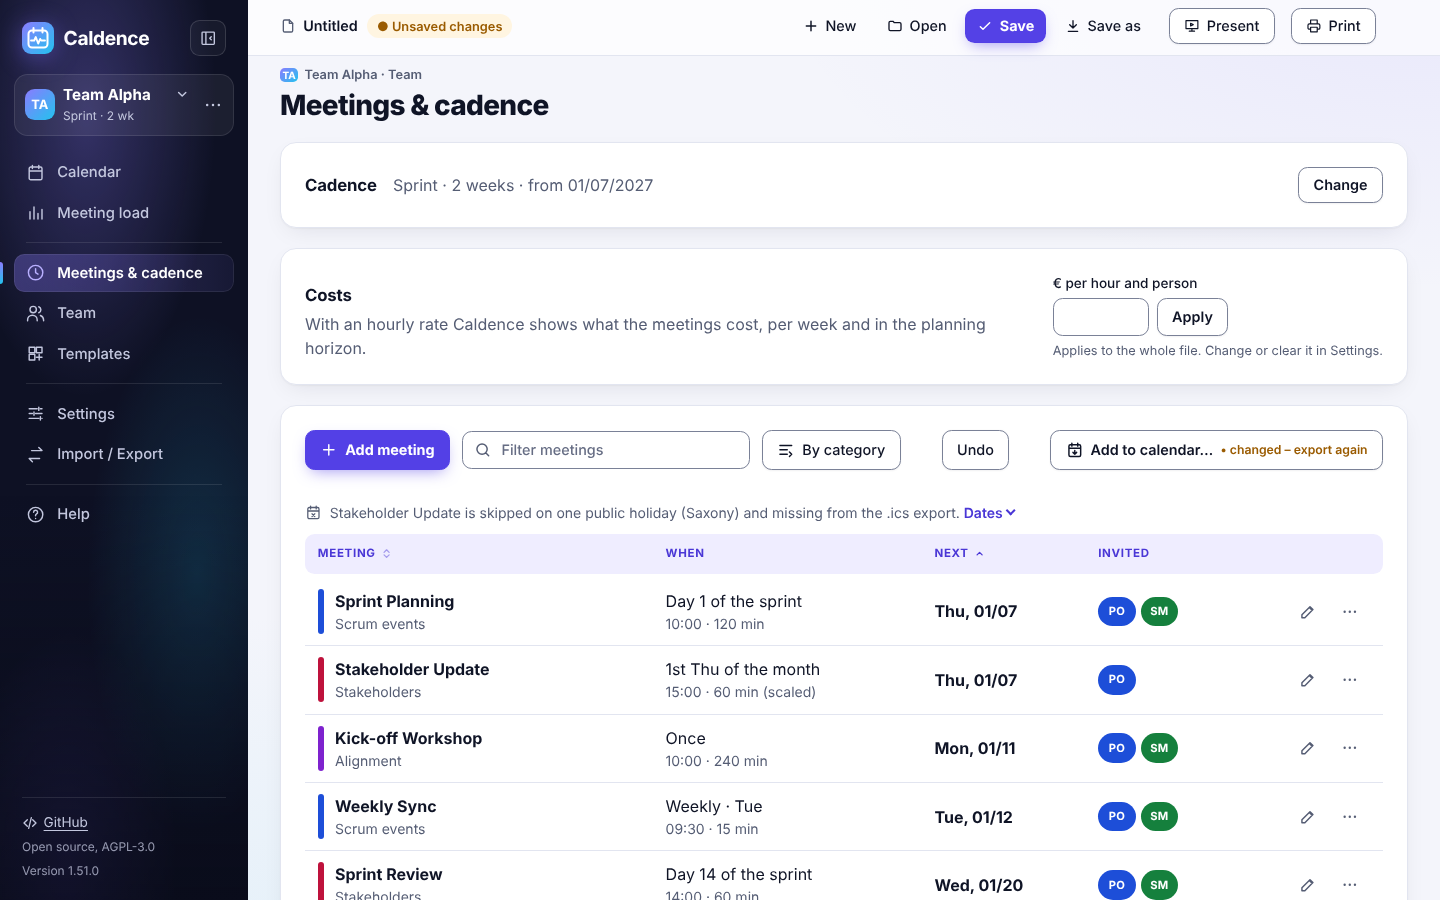 Caldence
TA
Team Alpha
Sprint · 2 wk
Calendar
Meeting load
Meetings & cadence
Team
Templates
Settings
Import / Export
Help
GitHub
Open source, AGPL-3.0
Version 1.51.0
Untitled
Unsaved changes
New
Open
Save
Save as
Present
Print
TA Team Alpha · Team
Meetings & cadence
Cadence Sprint · 2 weeks · from 01/07/2027
Change
Costs
With an hourly rate Caldence shows what the meetings cost, per week and in the planning
horizon.
€ per hour and person
Apply
Applies to the whole file. Change or clear it in Settings.
Add meeting
Filter meetings
By category
Undo
Add to calendar... • changed – export again
Stakeholder Update is skipped on one public holiday (Saxony) and missing from the .ics export. Dates
MEETING WHEN NEXT INVITED
Sprint Planning Day 1 of the sprint Thu, 01/07 PO SM
Scrum events 10:00 · 120 min
Stakeholder Update 1st Thu of the month Thu, 01/07 PO
Stakeholders 15:00 · 60 min (scaled)
Kick-off Workshop Once Mon, 01/11 PO SM
Alignment 10:00 · 240 min
Weekly Sync Weekly · Tue Tue, 01/12 PO SM
Scrum events 09:30 · 15 min
Sprint Review Day 14 of the sprint Wed, 01/20 PO SM
Stakeholders 14:00 · 60 min